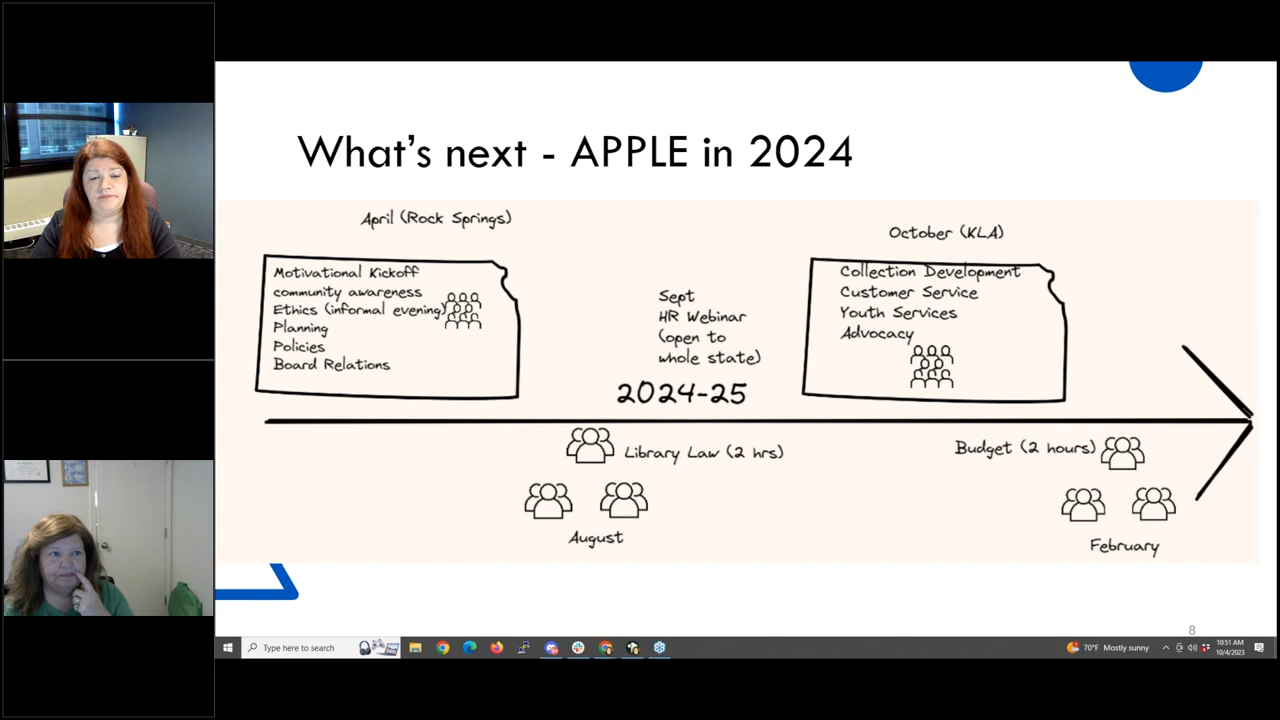 What's next - APPLE in 2024
April (Rock Springs)
Motivational Kickoff
community awareness
Ethics (informal evening)
Planning
Policies
Board Relations
Sept
HR Webinar
(open to
whole state)
2024-25
October (KLA)
Collection Development
Customer Service
Youth Services
Advocacy
Library Law (2 hrs)
August
Budget (2 hours)
February
8
Type here to search
70°F Mostly sunny
10:51 AM
10/4/2023